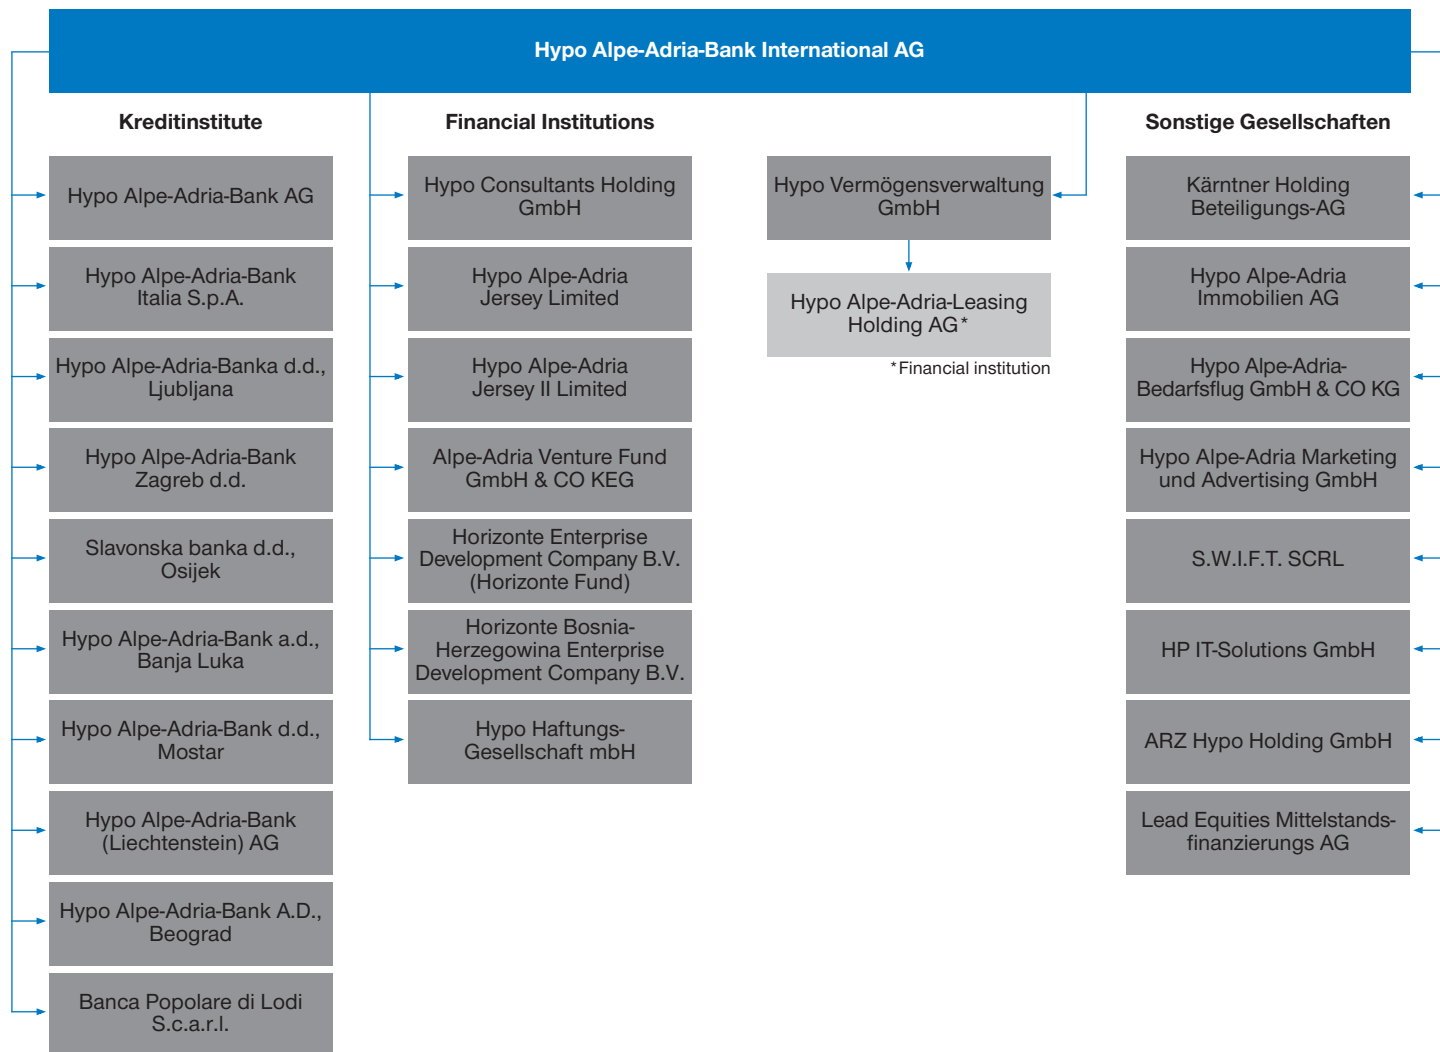 Hypo Alpe-Adria-Bank International AG
Kreditinstitute
Hypo Alpe-Adria-Bank AG
Hypo Alpe-Adria-Bank
Italia S.p.A.
Hypo Alpe-Adria-Banka d.d.,
Ljubljana
Hypo Alpe-Adria-Bank
Zagreb d.d.
Slavonska banka d.d.,
Osijek
Hypo Alpe-Adria-Bank a.d.,
Banja Luka
Hypo Alpe-Adria-Bank d.d.,
Mostar
Hypo Alpe-Adria-Bank
(Liechtenstein) AG
Hypo Alpe-Adria-Bank A.D.,
Beograd
Banca Popolare di Lodi
S.c.a.r.l.
Financial Institutions
Hypo Consultants Holding
GmbH
Hypo Alpe-Adria
Jersey Limited
Hypo Alpe-Adria
Jersey II Limited
Alpe-Adria Venture Fund
GmbH & CO KEG
Horizonte Enterprise
Development Company B.V.
(Horizonte Fund)
Horizonte Bosnia-
Herzegowina Enterprise
Development Company B.V.
Hypo Haftungs-
Gesellschaft mbH
Hypo Vermögensverwaltung
GmbH
Hypo Alpe-Adria-Leasing
Holding AG*
*Financial institution
Sonstige Gesellschaften
Kärntner Holding
Beteiligungs-AG
Hypo Alpe-Adria
Immobilien AG
Hypo Alpe-Adria-
Bedarfsflug GmbH & CO KG
Hypo Alpe-Adria Marketing
und Advertising GmbH
S.W.I.F.T. SCRL
HP IT-Solutions GmbH
ARZ Hypo Holding GmbH
Lead Equities Mittelstands-
finanzierungs AG